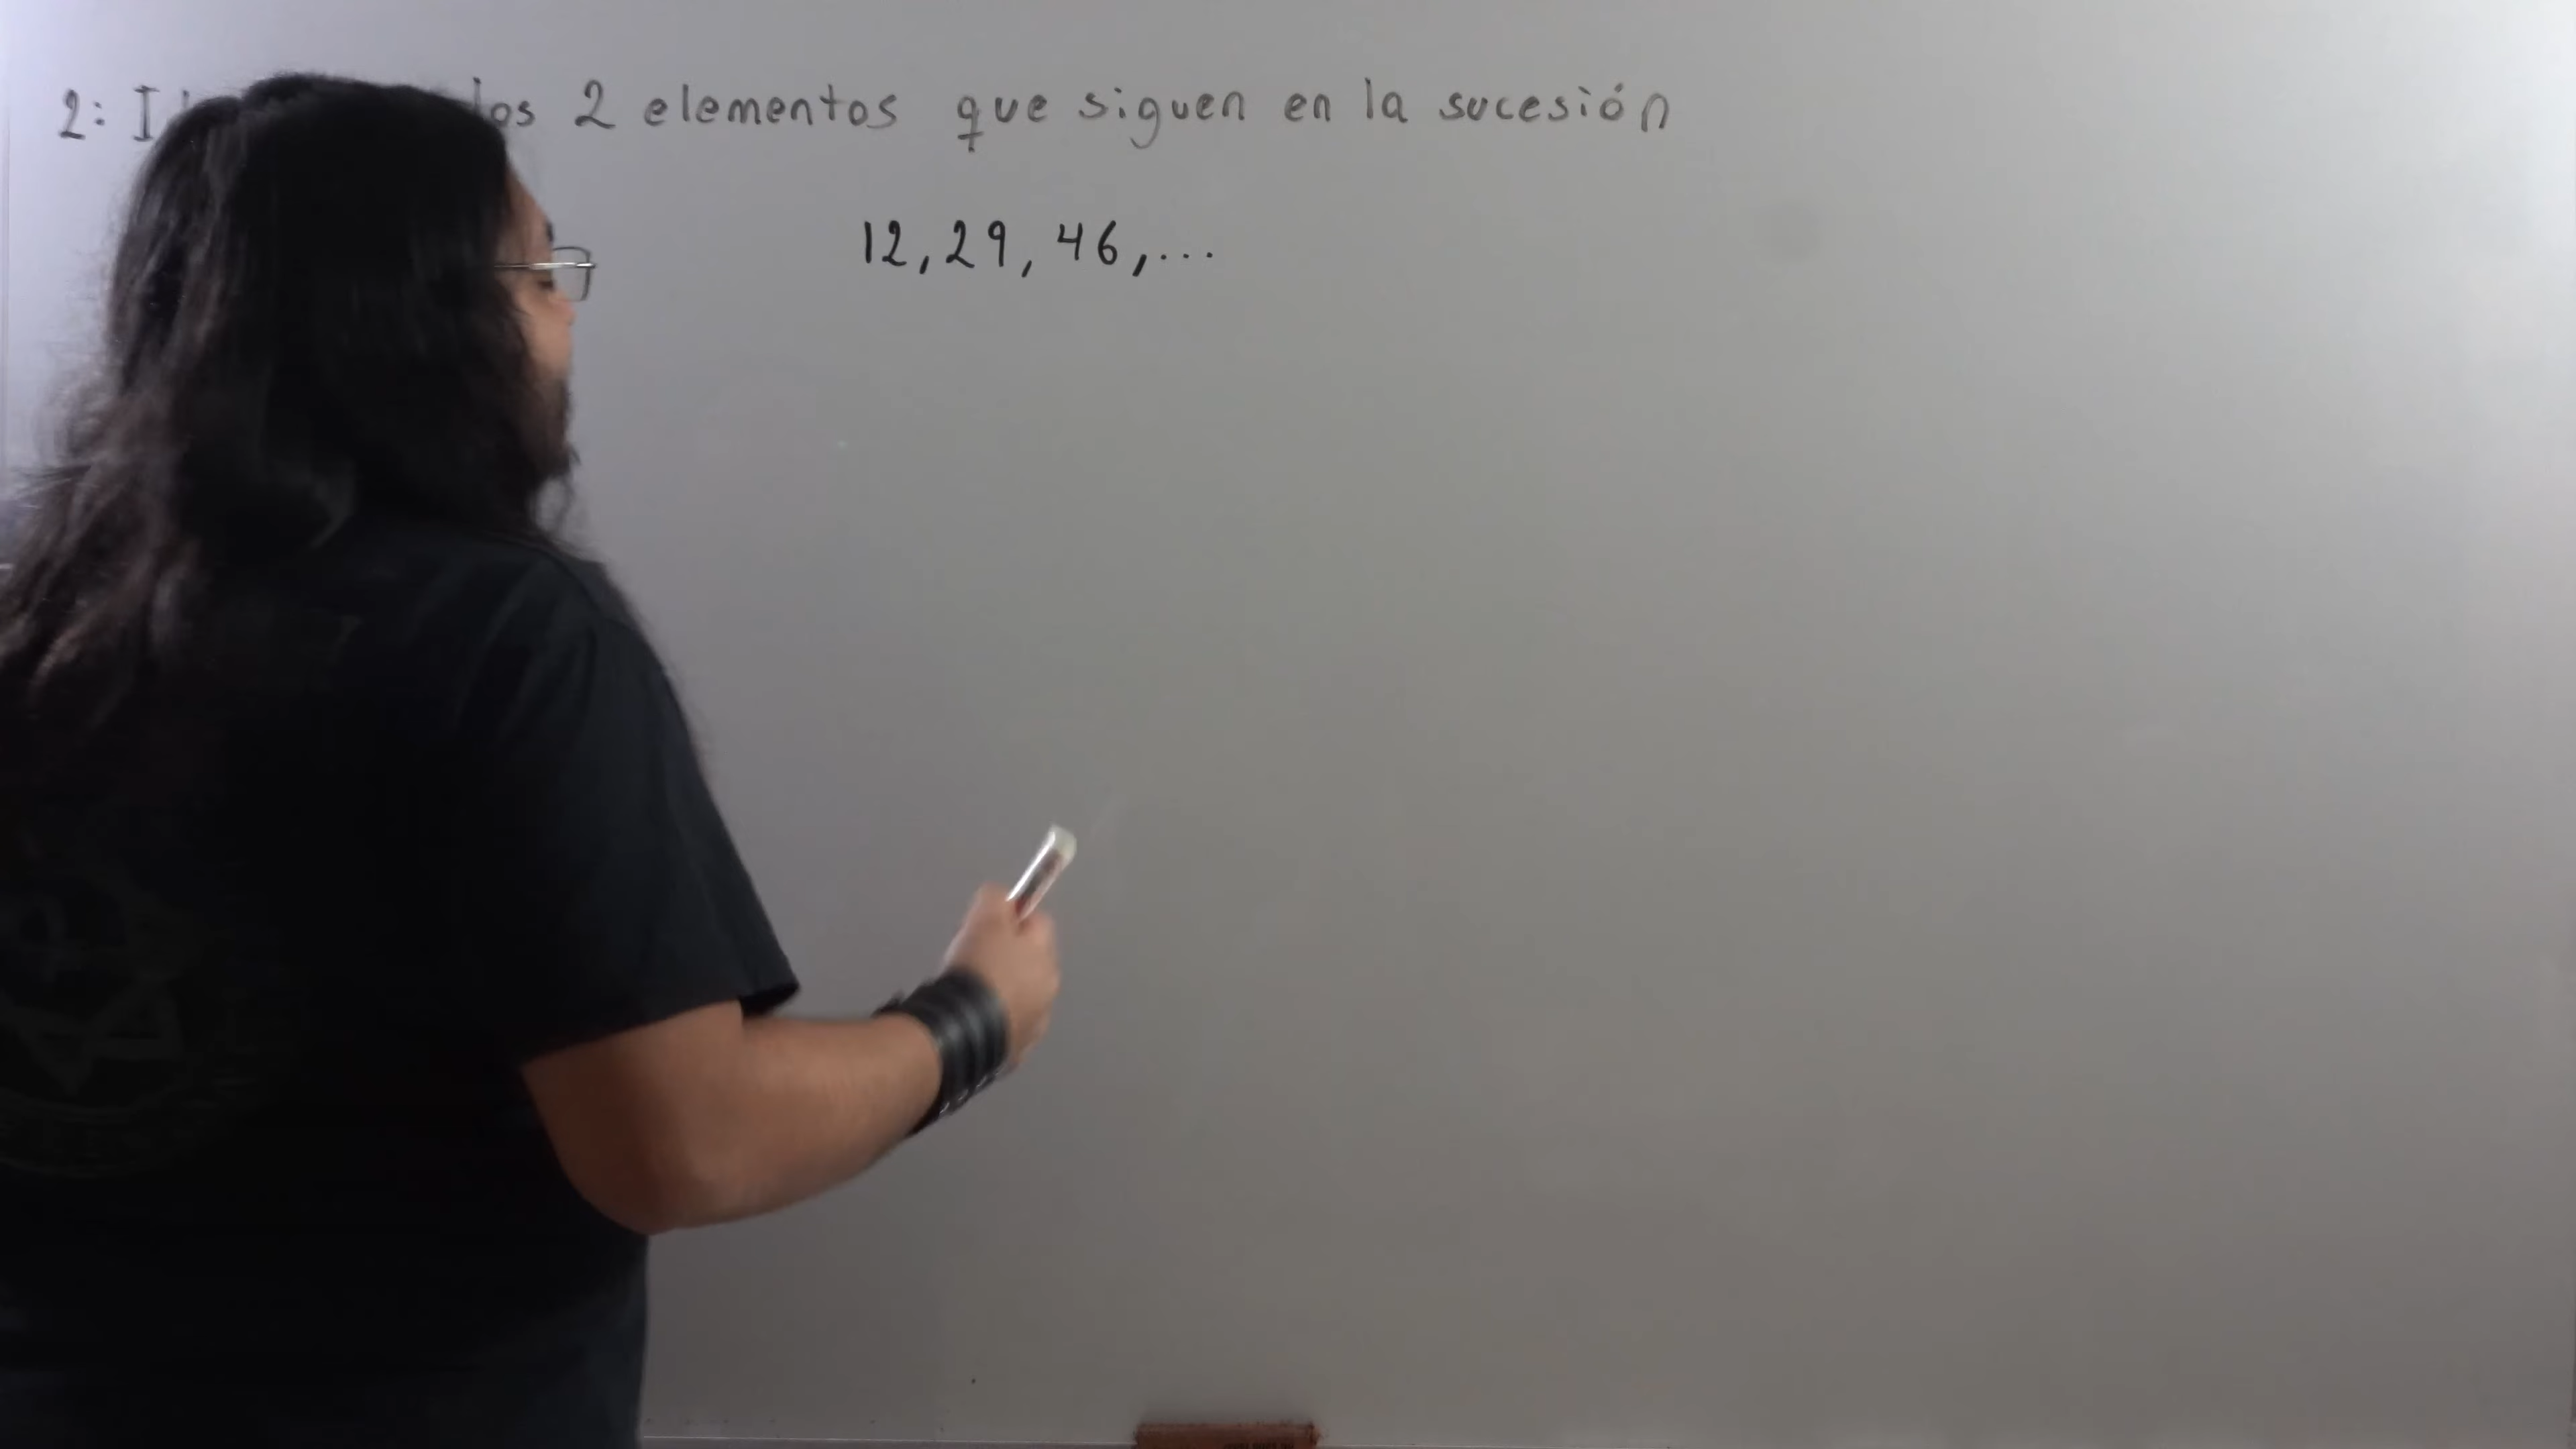 2: los 2 elementos que siguen en la sucesión
12, 29, 46, ...